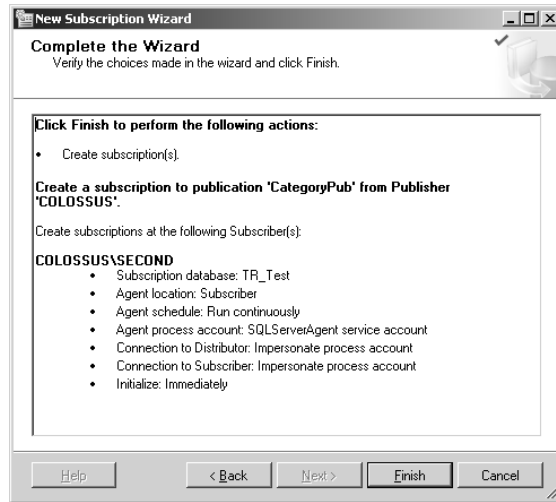 New Subscription Wizard
Complete the Wizard
Verify the choices made in the wizard and click Finish.
Click Finish to perform the following actions:
• Create subscription(s).
Create a subscription to publication 'CategoryPub' from Publisher
'COLOSSUS'.
Create subscriptions at the following Subscriber(s):
COLOSSUS\SECOND
• Subscription database: TR_Test
• Agent location: Subscriber
• Agent schedule: Run continuously
• Agent process account: SQLServerAgent service account
• Connection to Distributor: Impersonate process account
• Connection to Subscriber: Impersonate process account
• Initialize: Immediately
Help < Back Next > Finish Cancel